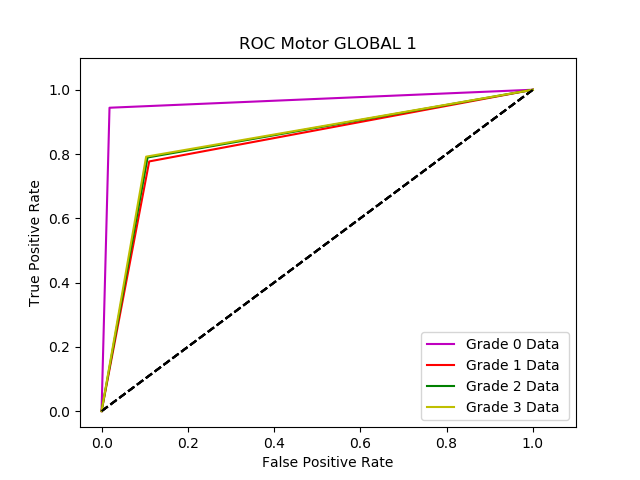 ROC Motor GLOBAL 1
True Positive Rate
1.0
0.8
0.6
0.4
0.2
0.0
Grade 0 Data
Grade 1 Data
Grade 2 Data
Grade 3 Data
0.0 0.2 0.4 0.6 0.8 1.0
False Positive Rate